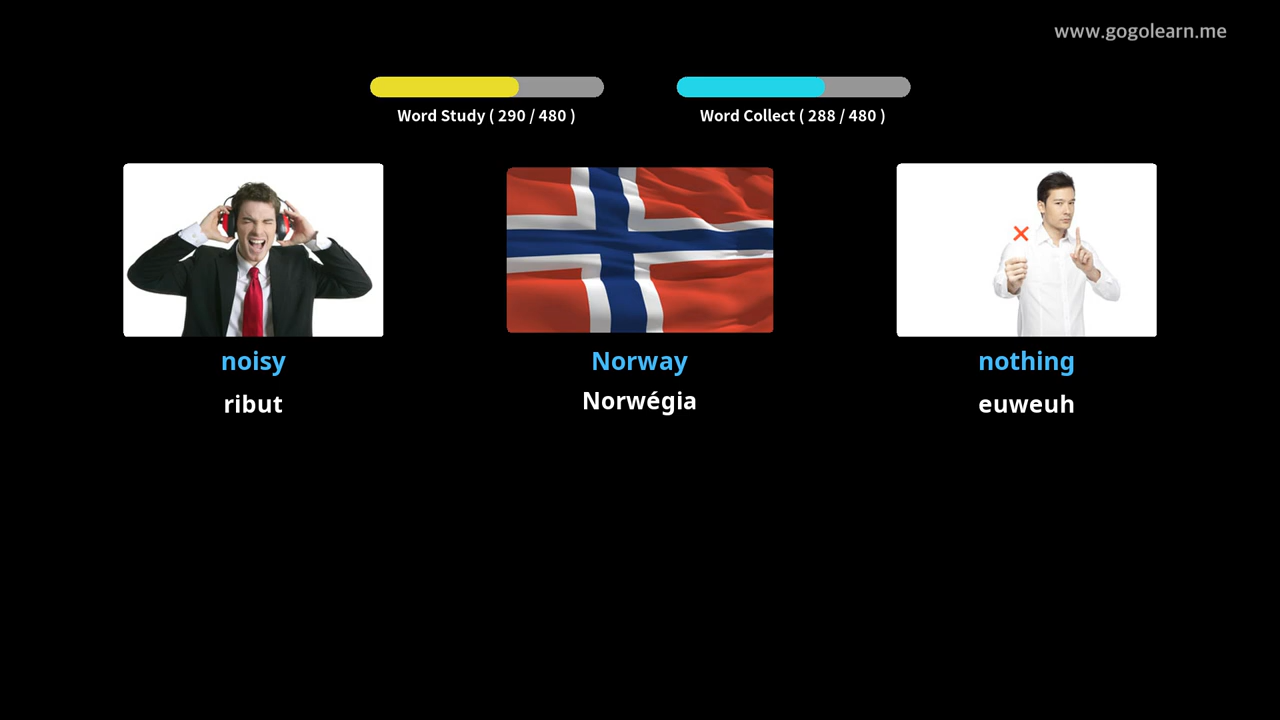 www.gogolearn.me
Word Study ( 290 / 480 )
Word Collect ( 288 / 480 )
noisy
ribut
Norway
Norwégia
nothing
euweuh